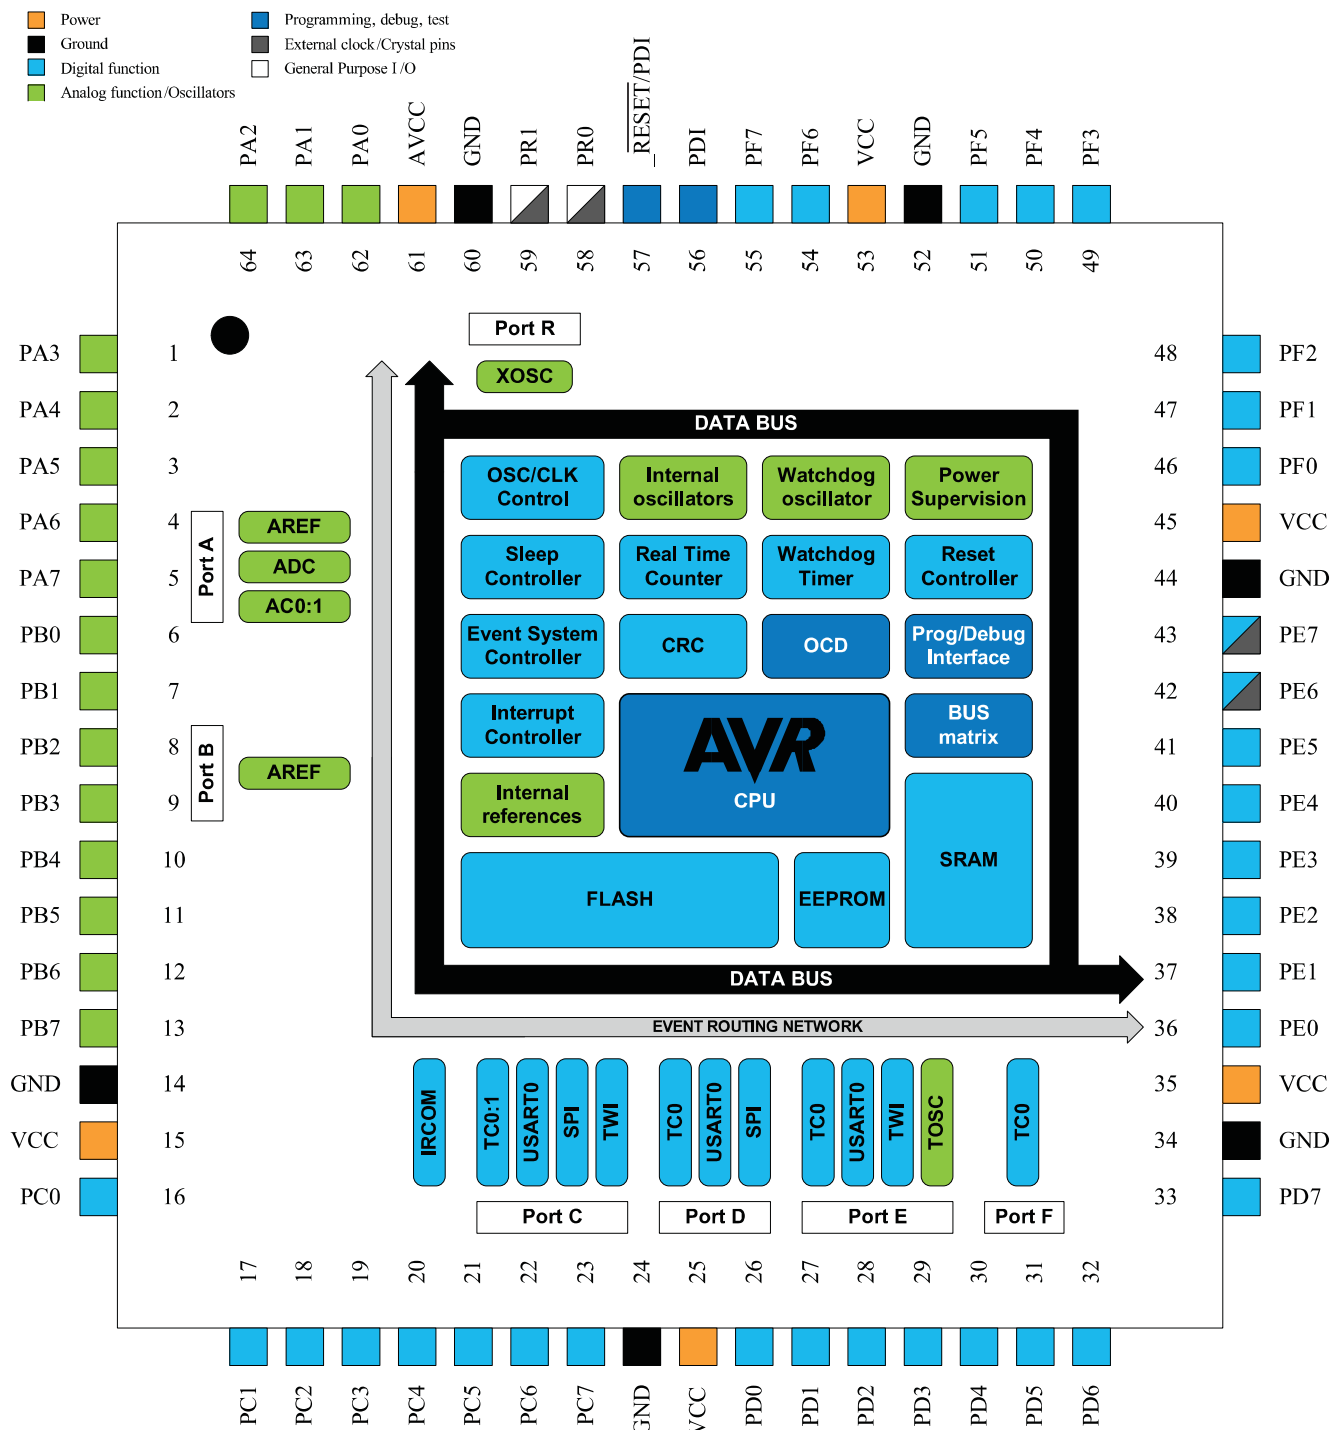 Power
Ground
Digital function
Analog function/Oscillators
Programming, debug, test
External clock/Crystal pins
General Purpose I/O
PA2
PA1
PA0
AVCC
GND
PR1
PR0
_RESET/PDI
PDI
PF7
PF6
VCC
GND
PF5
PF4
PF3
64
63
62
61
60
59
58
57
56
55
54
53
52
51
50
49
PA3 1
PA4 2
PA5 3
PA6 4
PA7 5
PB0 6
PB1 7
PB2 8
PB3 9
PB4 10
PB5 11
PB6 12
PB7 13
GND 14
VCC 15
PC0 16
Port A
AREF
ADC
AC0:1
Port B
AREF
Port R
XOSC
DATA BUS
OSC/CLK
Control
Internal
oscillators
Watchdog
oscillator
Power
Supervision
Sleep
Controller
Real Time
Counter
Watchdog
Timer
Reset
Controller
Event System
Controller
CRC
OCD
Prog/Debug
Interface
Interrupt
Controller
AVR
CPU
BUS
matrix
Internal
references
SRAM
FLASH
EEPROM
DATA BUS
EVENT ROUTING NETWORK
IRCOM
TC0:1
USART0
SPI
TWI
TC0
USART0
SPI
TC0
USART0
TWI
TOSC
TC0
Port C
Port D
Port E
Port F
48 PF2
47 PF1
46 PF0
45 VCC
44 GND
43 PE7
42 PE6
41 PE5
40 PE4
39 PE3
38 PE2
37 PE1
36 PE0
35 VCC
34 GND
33 PD7
17
18
19
20
21
22
23
24
25
26
27
28
29
30
31
32
PC1
PC2
PC3
PC4
PC5
PC6
PC7
GND
VCC
PD0
PD1
PD2
PD3
PD4
PD5
PD6